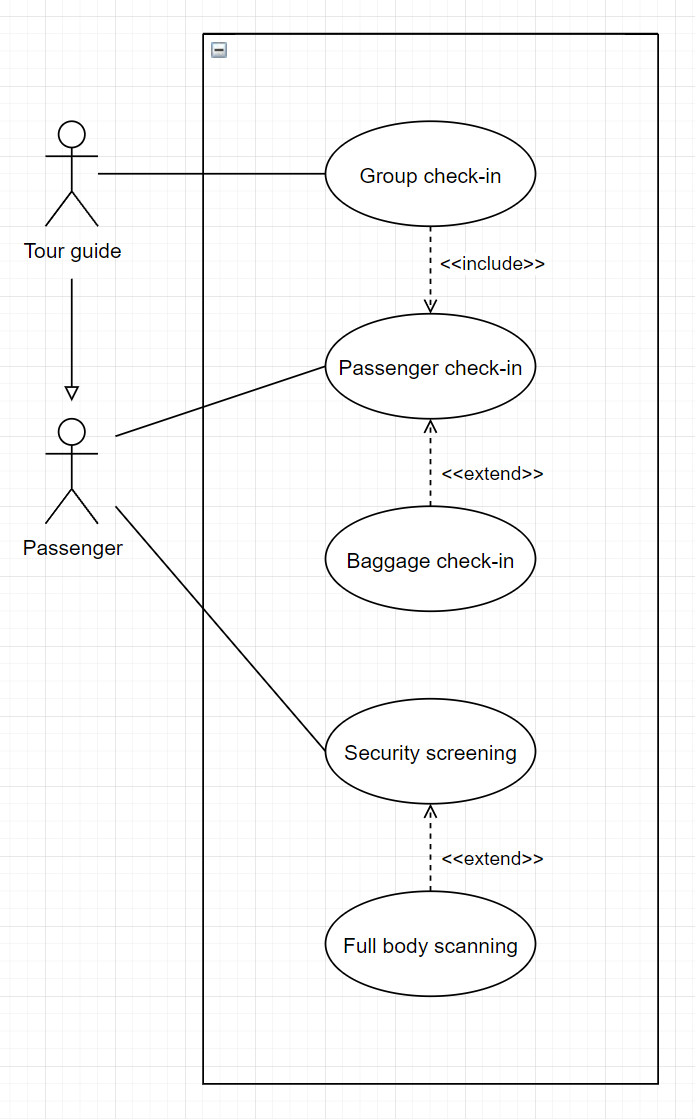 Group check-in
Tour guide
<<include>>
Passenger check-in
<<extend>>
Passenger
Baggage check-in
Security screening
<<extend>>
Full body scanning